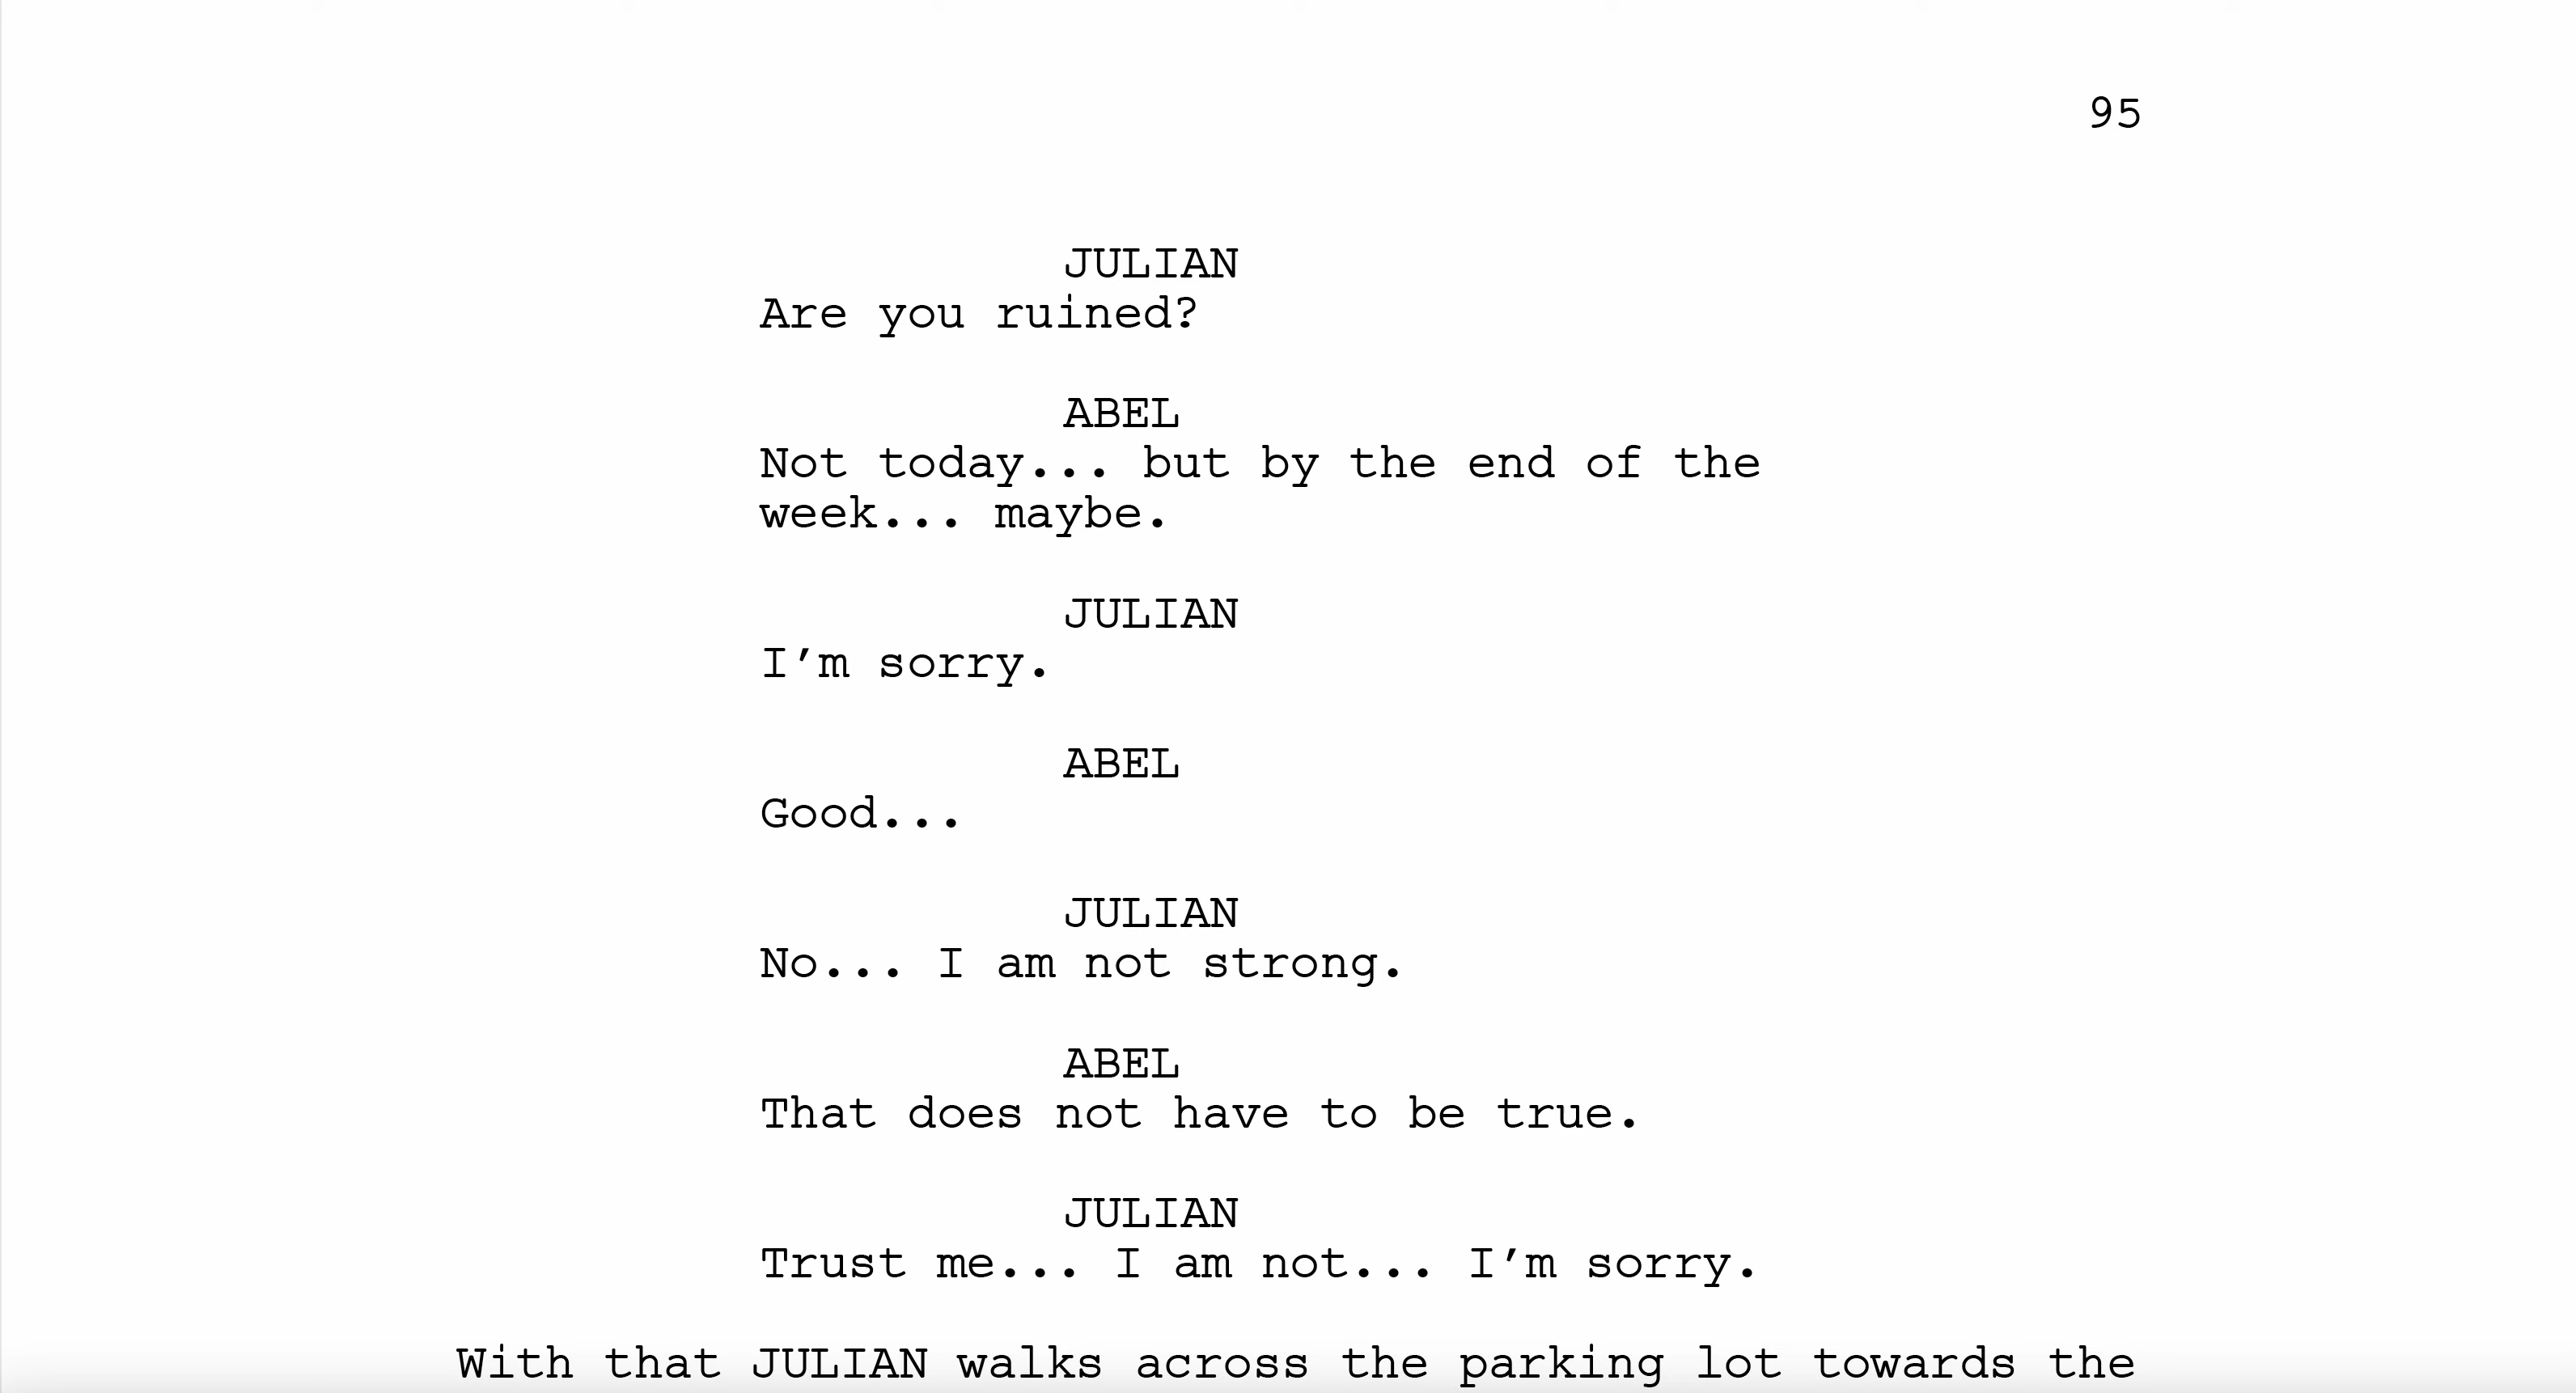 95
JULIAN
Are you ruined?
ABEL
Not today... but by the end of the
week... maybe.
JULIAN
I’m sorry.
ABEL
Good...
JULIAN
No... I am not strong.
ABEL
That does not have to be true.
JULIAN
Trust me... I am not... I’m sorry.
With that JULIAN walks across the parking lot towards the